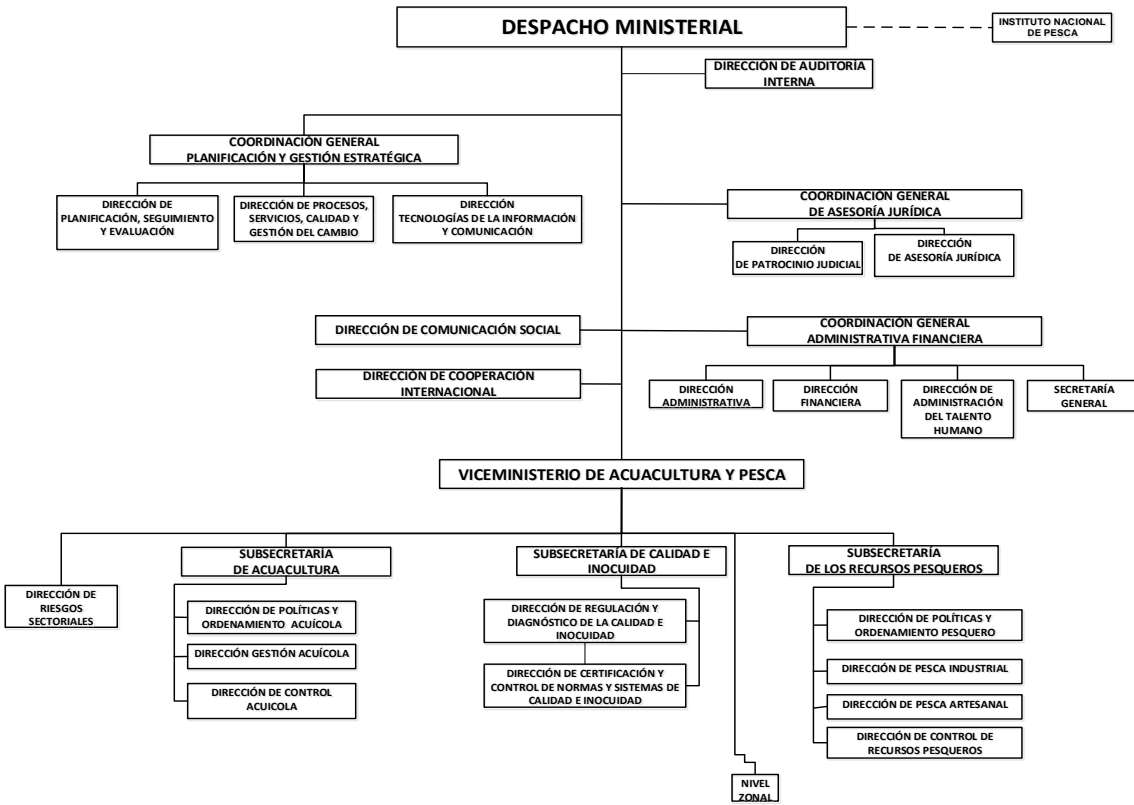 DESPACHO MINISTERIAL
INSTITUTO NACIONAL
DE PESCA
DIRECCIÓN DE AUDITORÍA
INTERNA
COORDINACIÓN GENERAL
PLANIFICACIÓN Y GESTIÓN ESTRATÉGICA
DIRECCIÓN DE
PLANIFICACIÓN, SEGUIMIENTO
Y EVALUACIÓN
DIRECCIÓN DE PROCESOS,
SERVICIOS, CALIDAD Y
GESTIÓN DEL CAMBIO
DIRECCIÓN
TECNOLOGÍAS DE LA INFORMACIÓN
Y COMUNICACIÓN
COORDINACIÓN GENERAL
DE ASESORÍA JURÍDICA
DIRECCIÓN
DE PATROCINIO JUDICIAL
DIRECCIÓN
DE ASESORÍA JURÍDICA
DIRECCIÓN DE COMUNICACIÓN SOCIAL
COORDINACIÓN GENERAL
ADMINISTRATIVA FINANCIERA
DIRECCIÓN DE COOPERACIÓN
INTERNACIONAL
DIRECCIÓN
ADMINISTRATIVA
DIRECCIÓN
FINANCIERA
DIRECCIÓN DE
ADMINISTRACIÓN
DEL TALENTO
HUMANO
SECRETARÍA
GENERAL
VICEMINISTERIO DE ACUACULTURA Y PESCA
DIRECCIÓN DE
RIESGOS
SECTORIALES
SUBSECRETARÍA
DE ACUACULTURA
DIRECCIÓN DE POLÍTICAS Y
ORDENAMIENTO ACUÍCOLA
DIRECCIÓN GESTIÓN ACUÍCOLA
DIRECCIÓN DE CONTROL
ACUICOLA
SUBSECRETARÍA DE CALIDAD E
INOCUIDAD
DIRECCIÓN DE REGULACIÓN Y
DIAGNÓSTICO DE LA CALIDAD E
INOCUIDAD
DIRECCIÓN DE CERTIFICACIÓN Y
CONTROL DE NORMAS Y SISTEMAS DE
CALIDAD E INOCUIDAD
SUBSECRETARÍA
DE LOS RECURSOS PESQUEROS
DIRECCIÓN DE POLÍTICAS Y
ORDENAMIENTO PESQUERO
DIRECCIÓN DE PESCA INDUSTRIAL
DIRECCIÓN DE PESCA ARTESANAL
DIRECCIÓN DE CONTROL DE
RECURSOS PESQUEROS
NIVEL
ZONAL